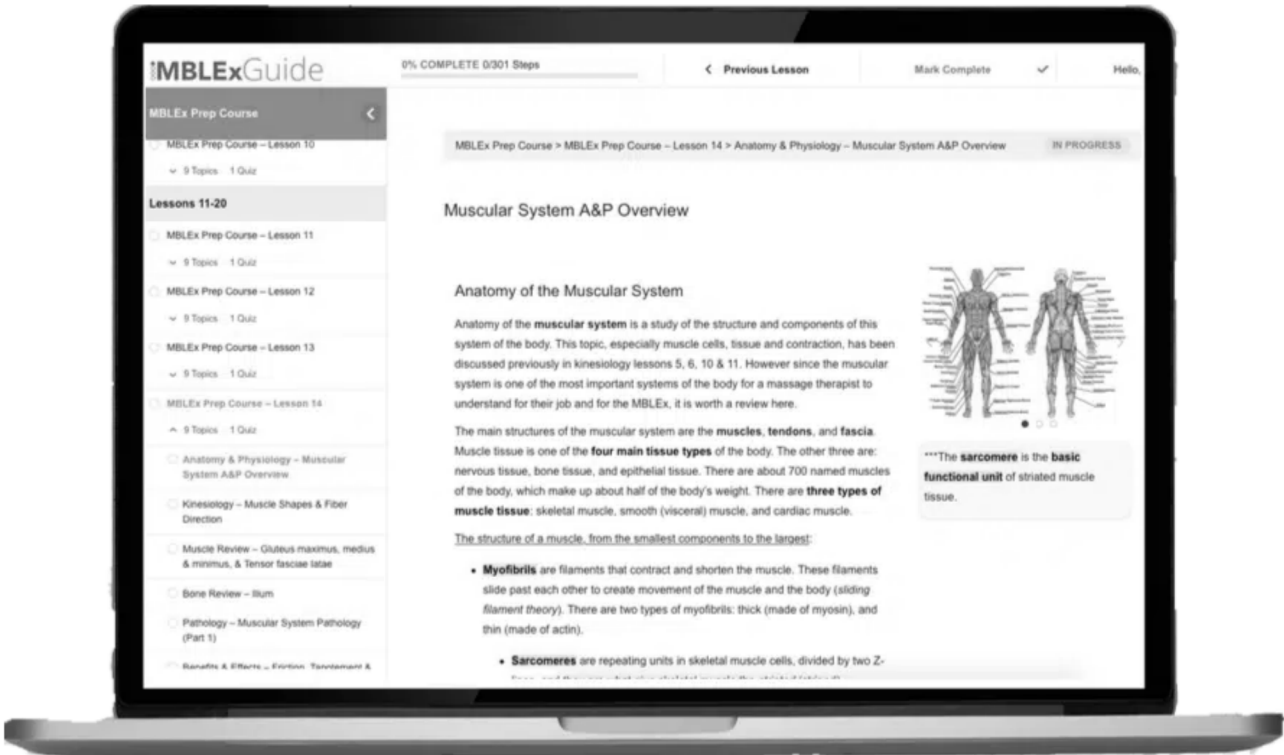 MBLExGuide
0% COMPLETE 0/301 Steps
Previous Lesson
Mark Complete
Hello,
MBLEx Prep Course
MBLEx Prep Course – Lesson 10
9 Topics 1 Quiz
Lessons 11-20
MBLEx Prep Course – Lesson 11
9 Topics 1 Quiz
MBLEx Prep Course – Lesson 12
9 Topics 1 Quiz
MBLEx Prep Course – Lesson 13
9 Topics 1 Quiz
MBLEx Prep Course – Lesson 14
9 Topics 1 Quiz
Anatomy & Physiology – Muscular
System A&P Overview
Kinesiology – Muscle Shapes & Fiber
Direction
Muscle Review – Gluteus maximus, medius
& minimus, & Tensor fasciae latae
Bone Review – Ilium
Pathology – Muscular System Pathology
(Part 1)
Benefits & Effects – Friction, Tapotement &
MBLEx Prep Course > MBLEx Prep Course – Lesson 14 > Anatomy & Physiology – Muscular System A&P Overview
IN PROGRESS
Muscular System A&P Overview
Anatomy of the Muscular System
Anatomy of the muscular system is a study of the structure and components of this
system of the body. This topic, especially muscle cells, tissue and contraction, has been
discussed previously in kinesiology lessons 5, 6, 10 & 11. However since the muscular
system is one of the most important systems of the body for a massage therapist to
understand for their job and for the MBLEx, it is worth a review here.
The main structures of the muscular system are the muscles, tendons, and fascia.
Muscle tissue is one of the four main tissue types of the body. The other three are:
nervous tissue, bone tissue, and epithelial tissue. There are about 700 named muscles
of the body, which make up about half of the body's weight. There are three types of
muscle tissue: skeletal muscle, smooth (visceral) muscle, and cardiac muscle.
The structure of a muscle, from the smallest components to the largest:
• Myofibrils are filaments that contract and shorten the muscle. These filaments
slide past each other to create movement of the muscle and the body (sliding
filament theory). There are two types of myofibrils: thick (made of myosin), and
thin (made of actin).
• Sarcomeres are repeating units in skeletal muscle cells, divided by two Z-
***The sarcomere is the basic
functional unit of striated muscle
tissue.